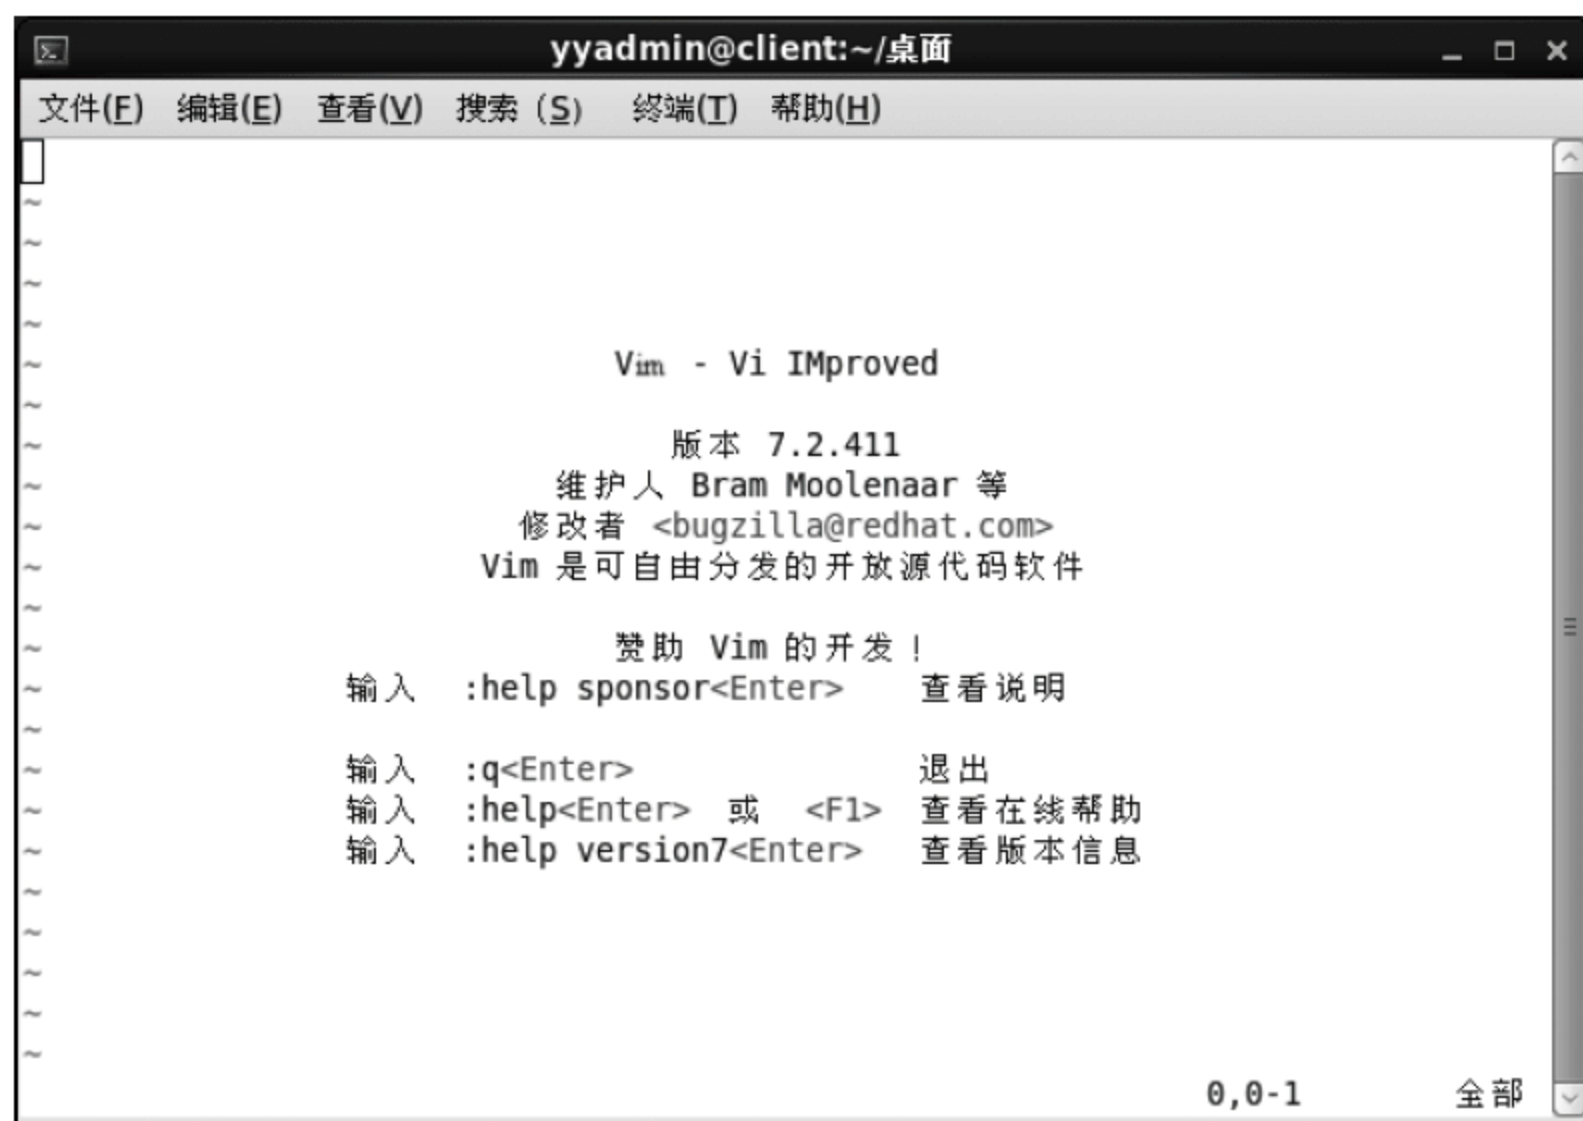 yyadmin@client:~/桌面
文件(F) 编辑(E) 查看(V) 搜索（S） 终端(T) 帮助(H)
~
~
~
~
~ Vim - Vi IMproved
~
~ 版本 7.2.411
~ 维护人 Bram Moolenaar 等
~ 修改者 <bugzilla@redhat.com>
~ Vim 是可自由分发的开放源代码软件
~
~ 赞助 Vim 的开发！
~ 输入 :help sponsor<Enter> 查看说明
~
~ 输入 :q<Enter> 退出
~ 输入 :help<Enter> 或 <F1> 查看在线帮助
~ 输入 :help version7<Enter> 查看版本信息
~
~
~
~
~
0,0-1 全部